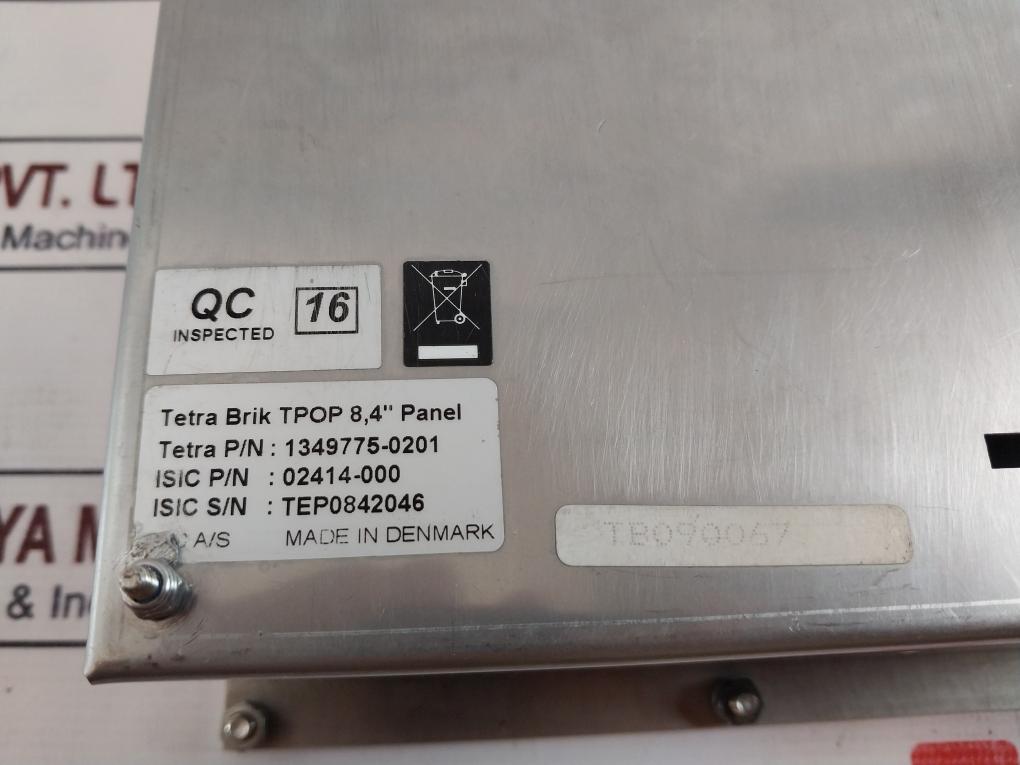 VT. LT
Machin
QC
INSPECTED
16
Tetra Brik TPOP 8,4" Panel
Tetra P/N : 1349775-0201
ISIC P/N : 02414-000
ISIC S/N : TEP0842046
A/S MADE IN DENMARK
TB090067
YA M
& In